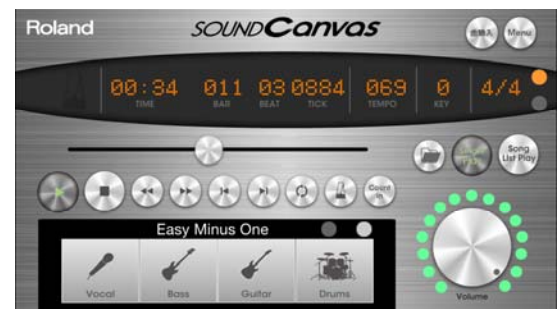 Roland
SOUND Canvas
Menu
00:34 011 03 0884 069 0 4/4
TIME BAR BEAT TICK TEMPO KEY
Song
List Play
Count
in
Easy Minus One
Vocal Bass Guitar Drums
Volume